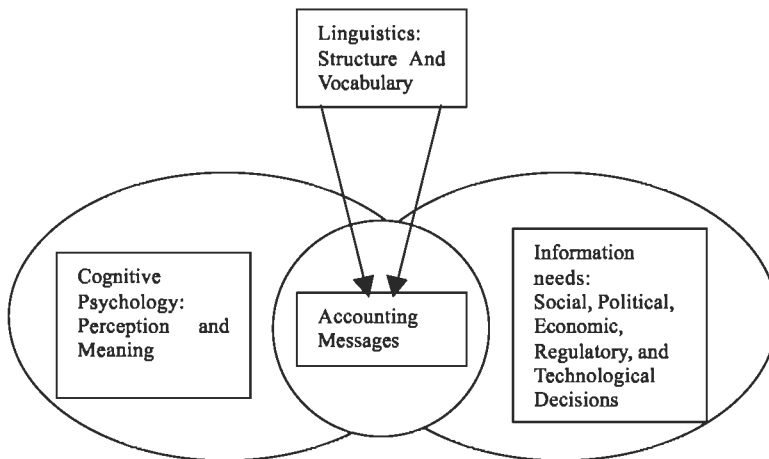 Linguistics:
Structure And
Vocabulary
Cognitive
Psychology:
Perception and
Meaning
Accounting
Messages
Information
needs:
Social, Political,
Economic,
Regulatory, and
Technological
Decisions